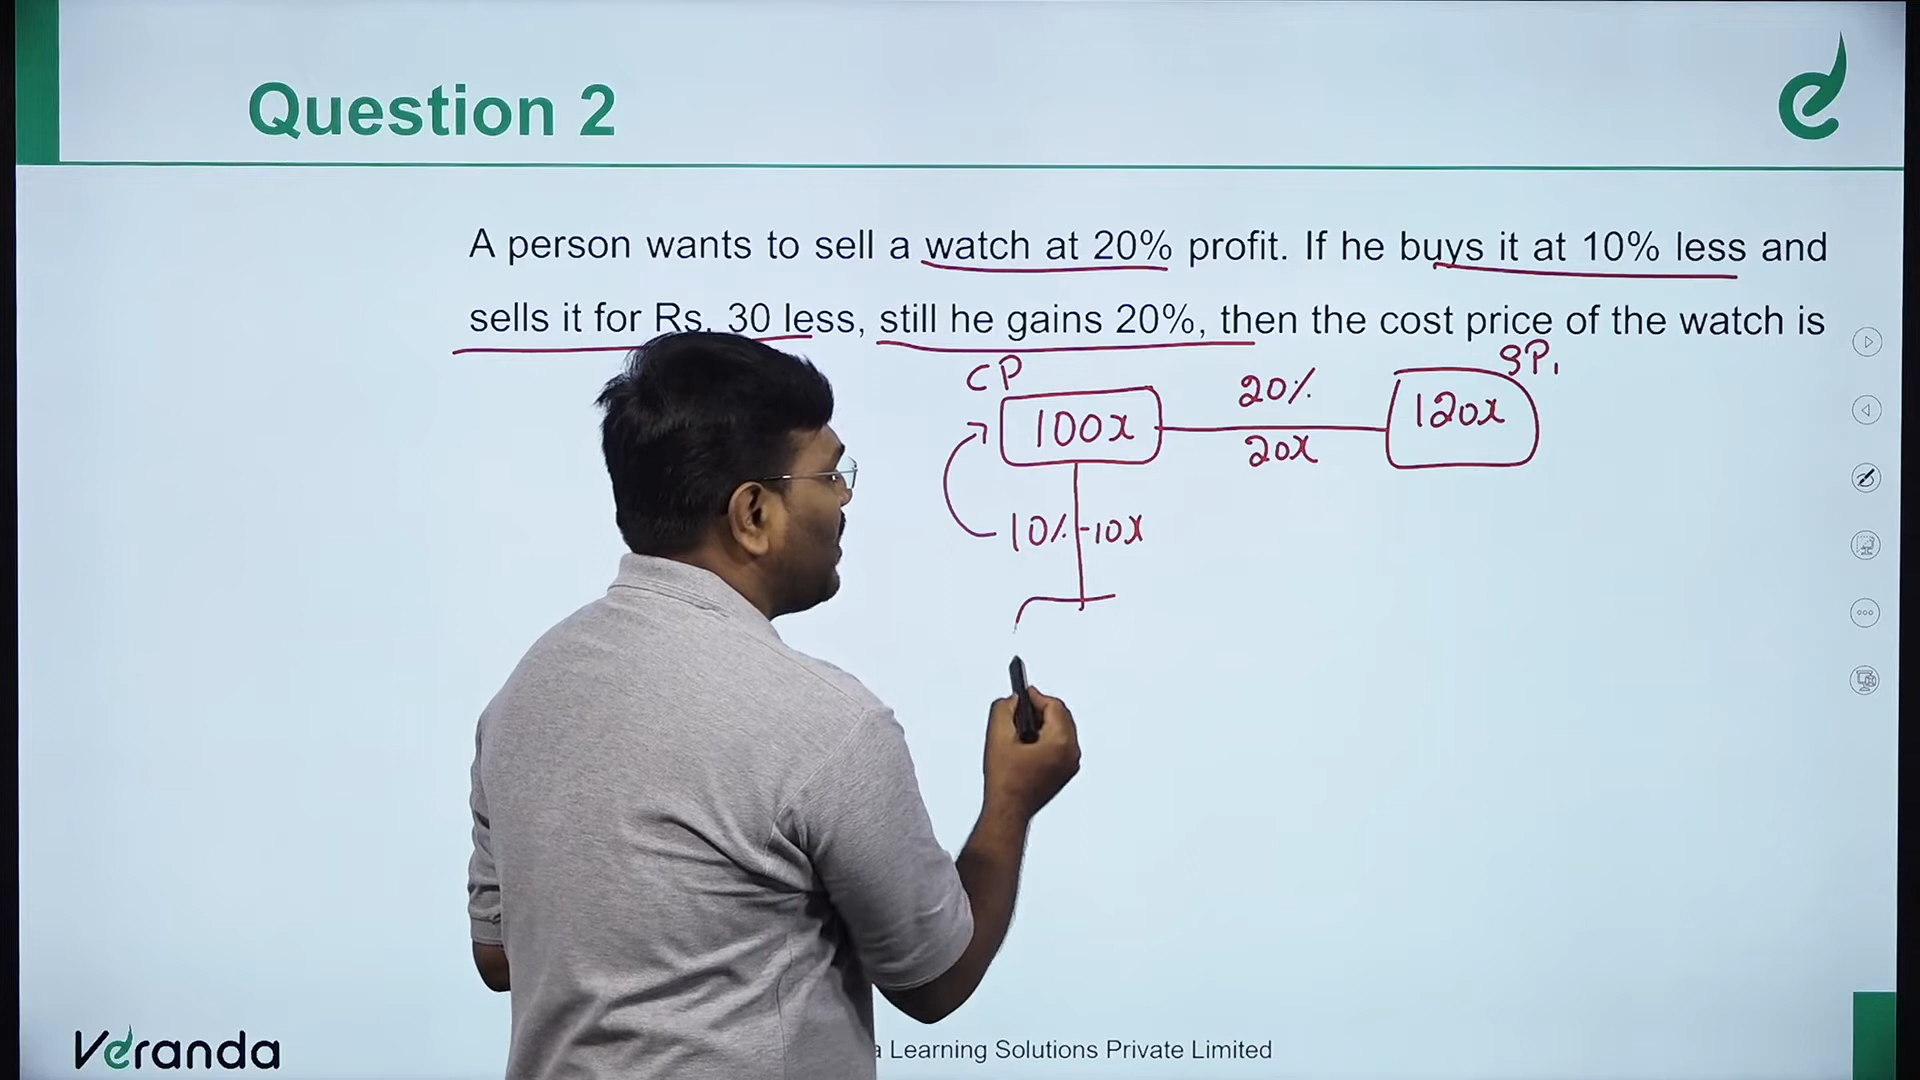 Question 2
A person wants to sell a watch at 20% profit. If he buys it at 10% less and
sells it for Rs. 30 less, still he gains 20%, then the cost price of the watch is
CP
SP₁
20%
100x
120x
20x
10%
-10x
Veranda
Learning Solutions Private Limited